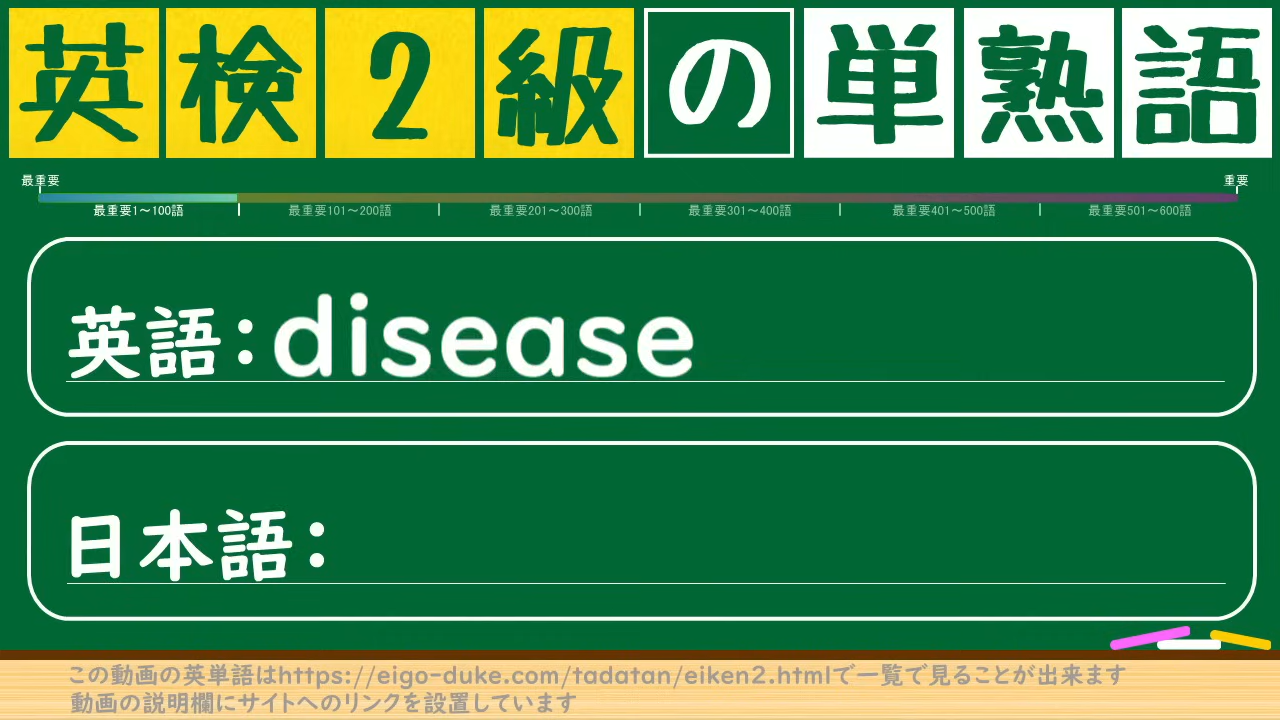 英検2級の単熟語
最重要 重要
最重要1〜100語 最重要101〜200語 最重要201〜300語 最重要301〜400語 最重要401〜500語 最重要501〜600語
英語：disease
日本語：
この動画の英単語はhttps://eigo-duke.com/tadatan/eiken2.htmlで一覧で見ることが出来ます
動画の説明欄にサイトへのリンクを設置しています